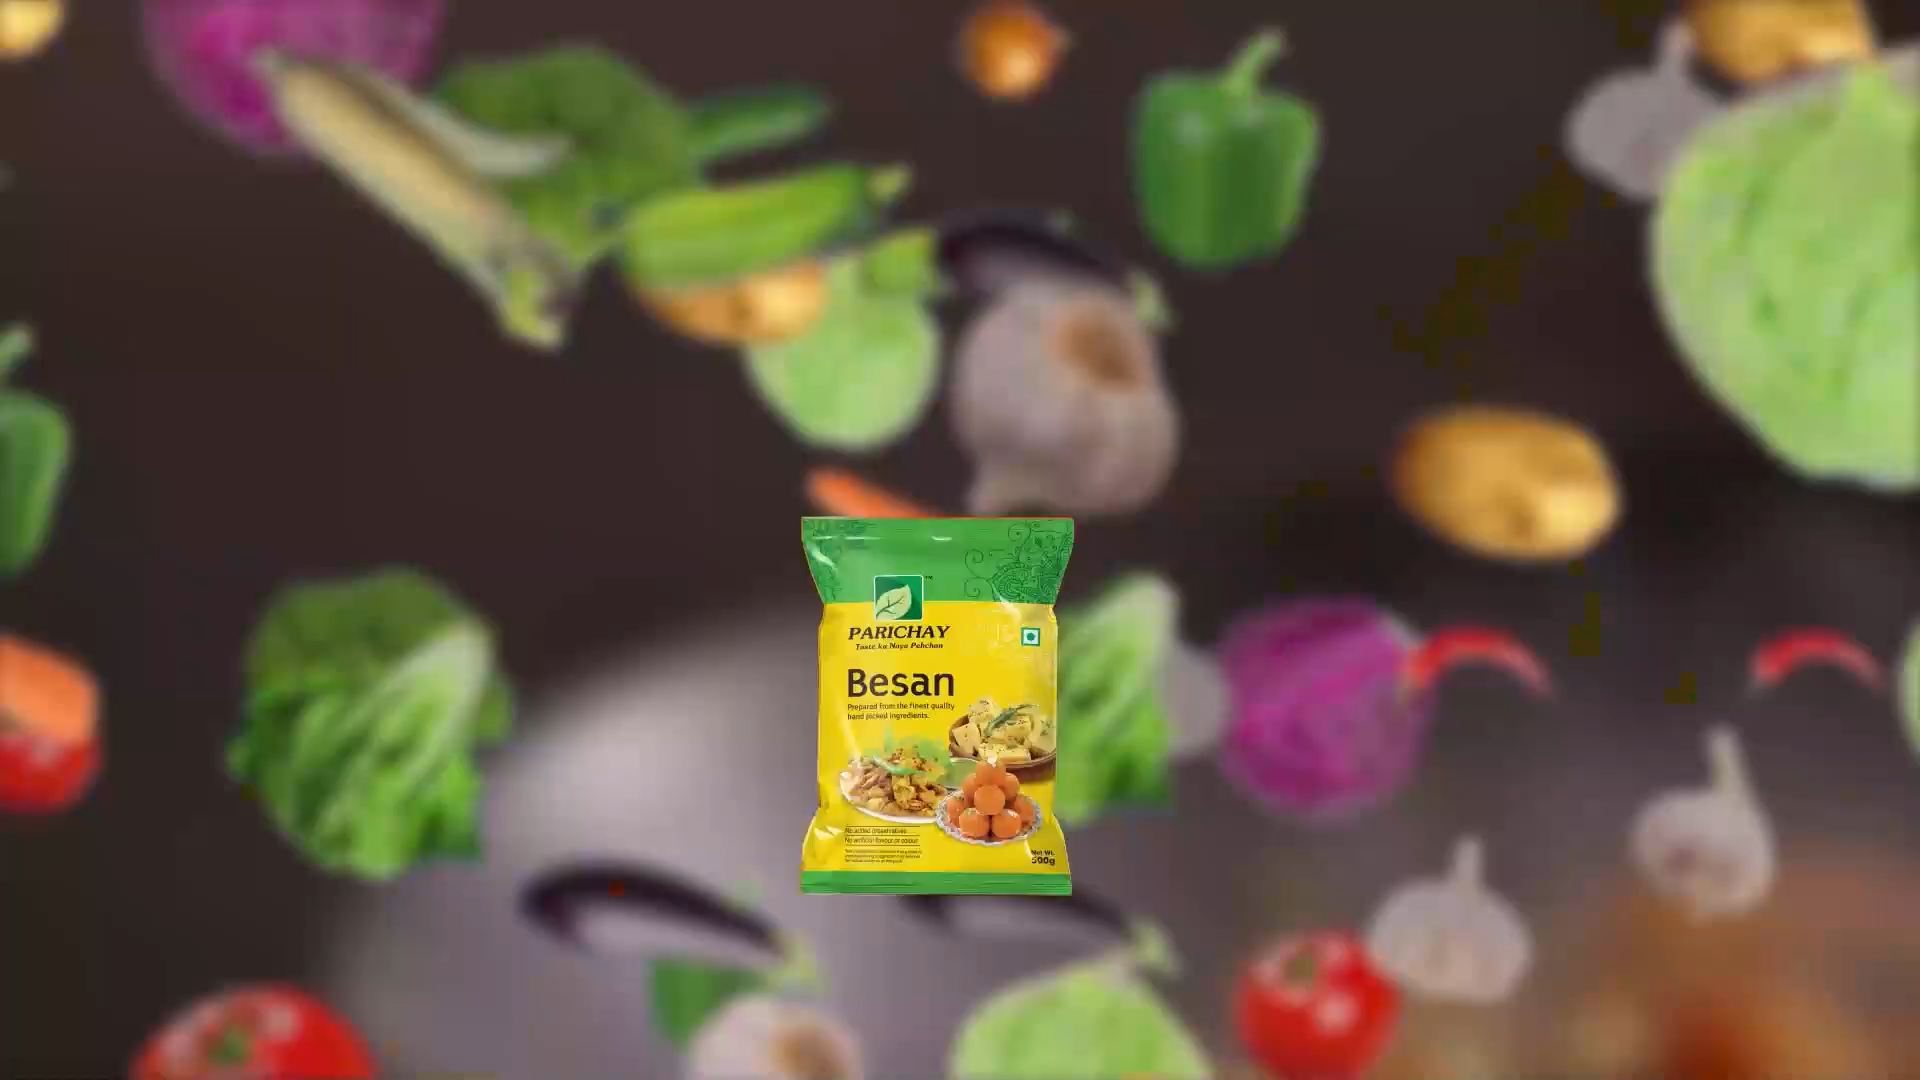 ™
PARICHAY
Taste ka Naya Pehchan
Besan
Prepared from the finest quality
hand picked ingredients.
No added preservatives
No artificial flavour or colour
Net Wt.
500g